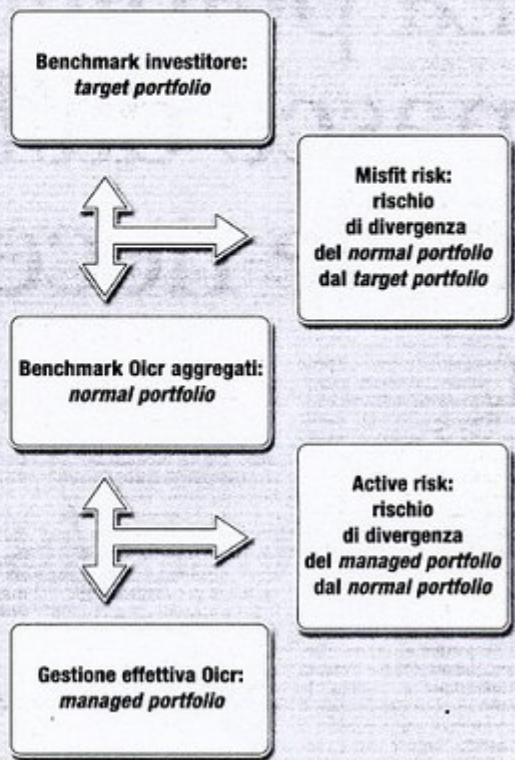 Benchmark investitore:
target portfolio
Misfit risk:
rischio
di divergenza
del normal portfolio
dal target portfolio
Benchmark Oicr aggregati:
normal portfolio
Active risk:
rischio
di divergenza
del managed portfolio
dal normal portfolio
Gestione effettiva Oicr:
managed portfolio